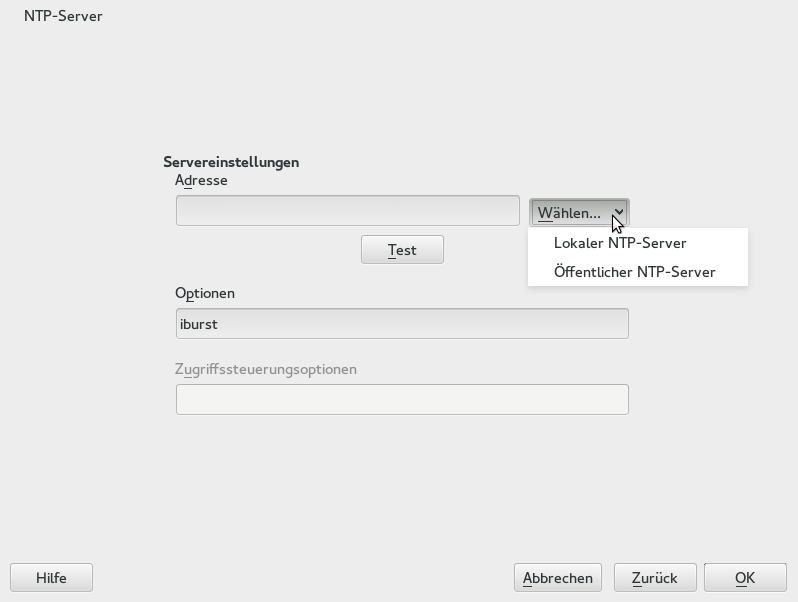 NTP-Server
Servereinstellungen
Adresse
Wählen...
Lokaler NTP-Server
Öffentlicher NTP-Server
Test
Optionen
iburst
Zugriffssteuerungsoptionen
Hilfe
Abbrechen
Zurück
OK